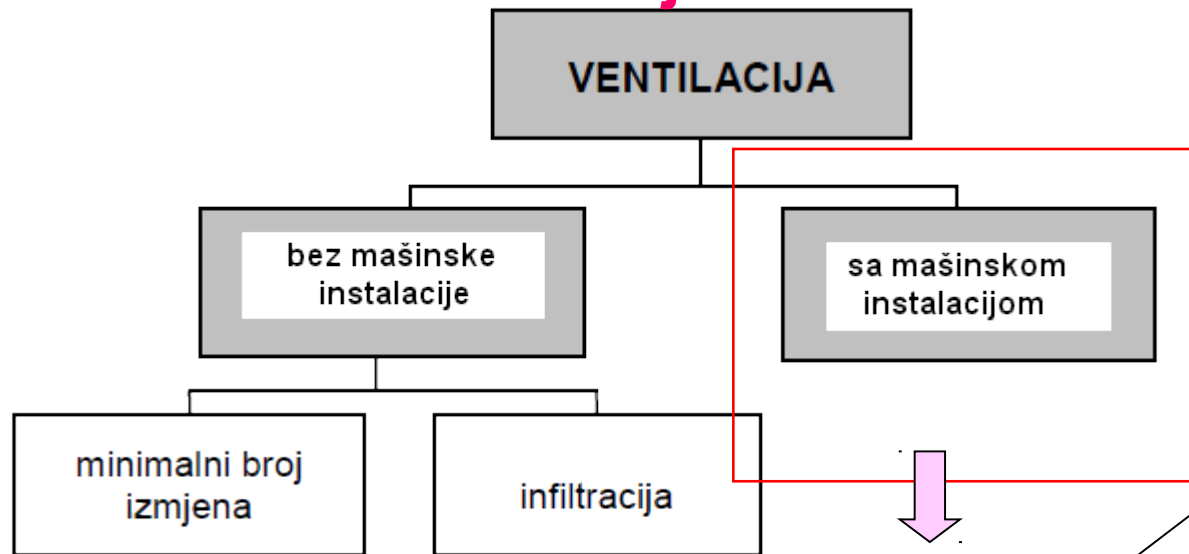 VENTILACIJA
bez mašinske
instalacije
sa mašinskom
instalacijom
minimalni broj
izmjena
infiltracija